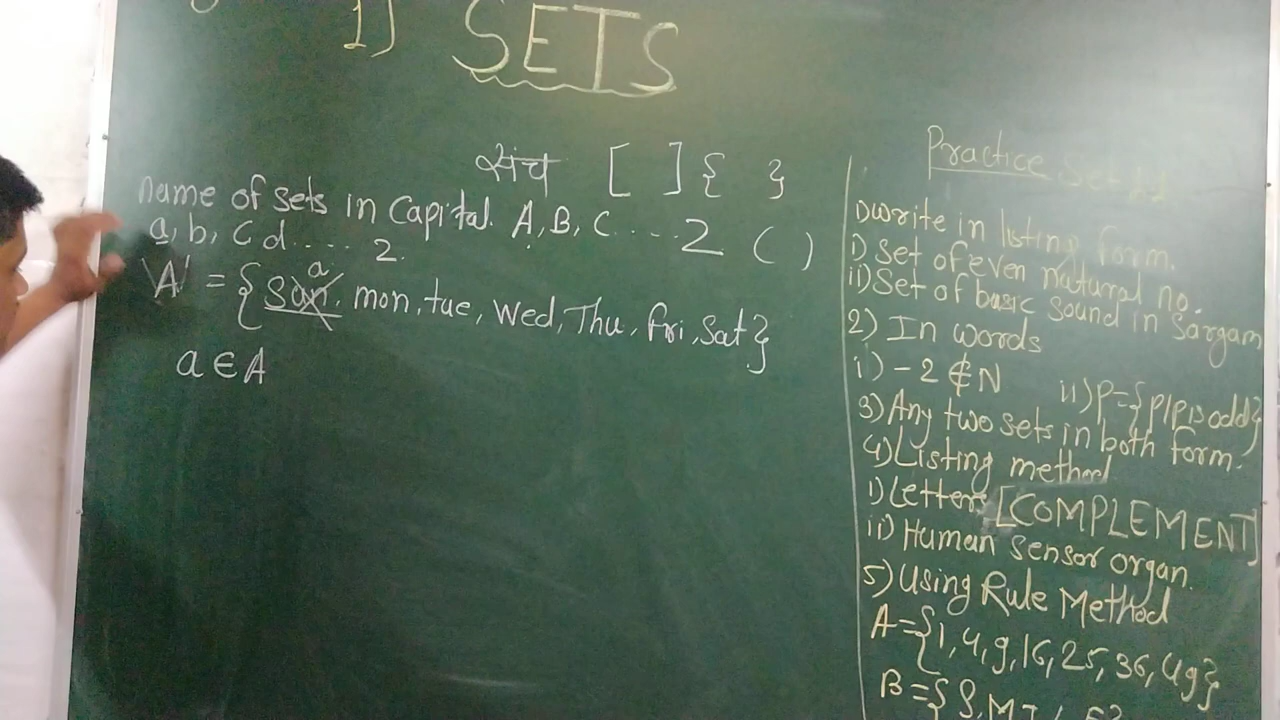 1) SETS
संच [ ] { }
name of sets in Capital. A, B, C .... Z ( )
a, b, c d..... z.
a
A = {Sun, mon, tue, Wed, Thu, Fri, Sat}
a ∈ A
Practice Set 1.1
1) write in listing form.
i) Set of even natural no.
ii) Set of basic sound in Sargam
2) In words
i) -2 ∉ N ii) P={P/P is odd}
3) Any two sets in both form.
4) Listing method
i) Letters [COMPLEMENT]
ii) Human Sensor organ.
5) Using Rule Method
A={1, 4, 9, 16, 25, 36, 49}
B={